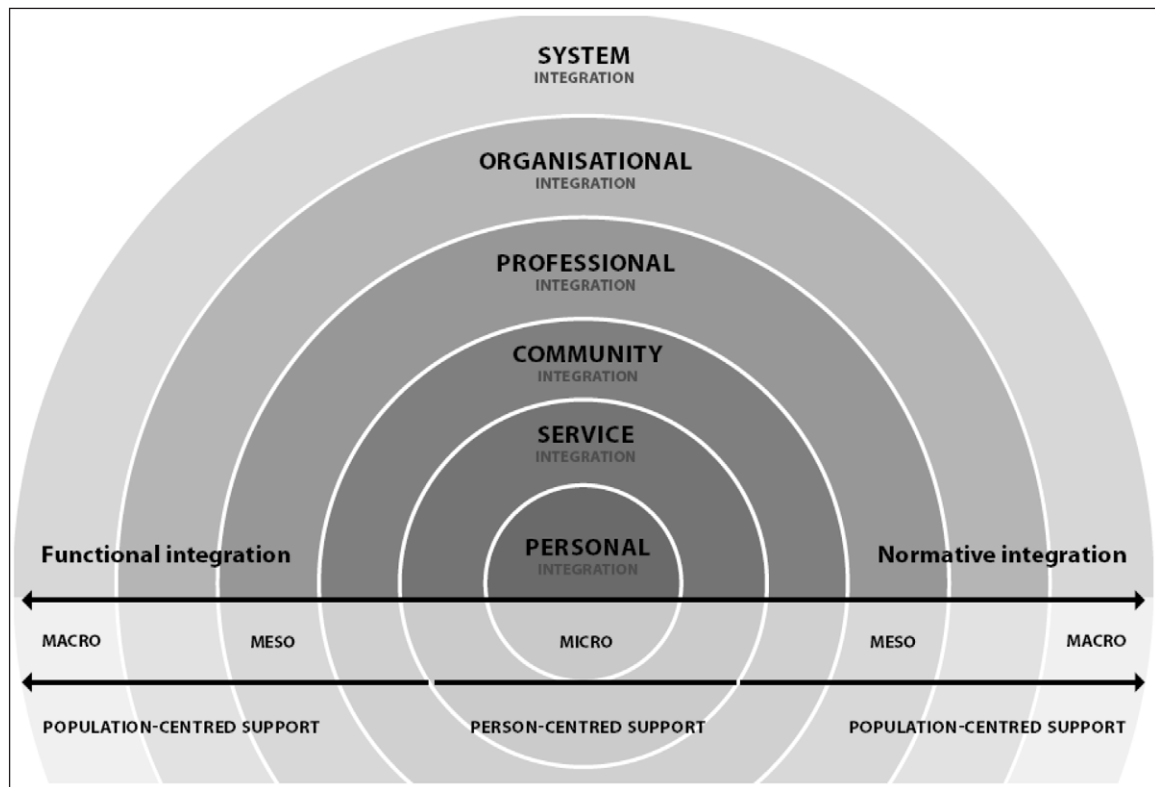 SYSTEM
INTEGRATION
ORGANISATIONAL
INTEGRATION
PROFESSIONAL
INTEGRATION
COMMUNITY
INTEGRATION
SERVICE
INTEGRATION
PERSONAL
INTEGRATION
Functional integration
Normative integration
MACRO
MESO
MICRO
MESO
MACRO
POPULATION-CENTRED SUPPORT
PERSON-CENTRED SUPPORT
POPULATION-CENTRED SUPPORT